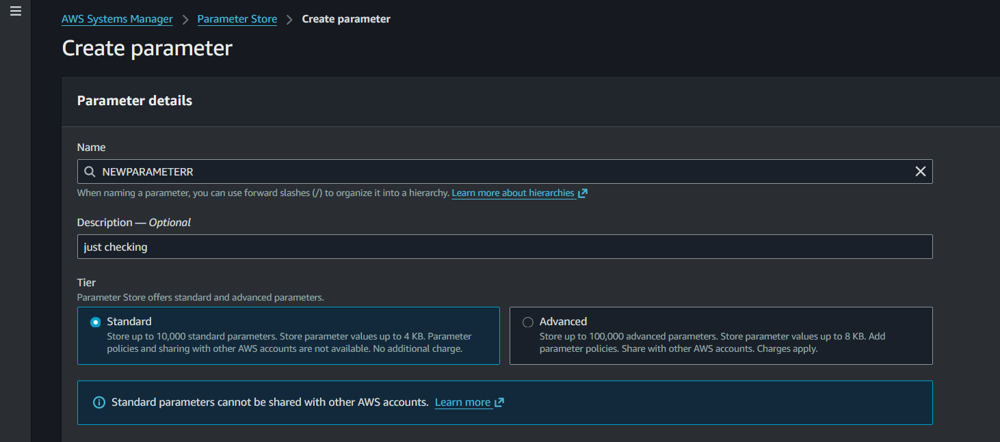 AWS Systems Manager > Parameter Store > Create parameter
Create parameter
Parameter details
Name
NEWPARAMETERR
When naming a parameter, you can use forward slashes (/) to organize it into a hierarchy. Learn more about hierarchies
Description — Optional
just checking
Tier
Parameter Store offers standard and advanced parameters.
Standard
Store up to 10,000 standard parameters. Store parameter values up to 4 KB. Parameter
policies and sharing with other AWS accounts are not available. No additional charge.
Advanced
Store up to 100,000 advanced parameters. Store parameter values up to 8 KB. Add
parameter policies. Share with other AWS accounts. Charges apply.
Standard parameters cannot be shared with other AWS accounts. Learn more